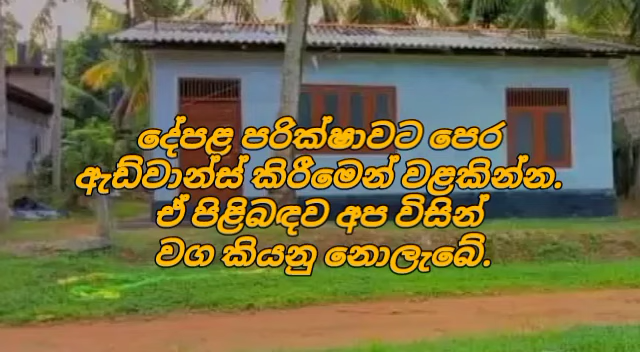 දේපළ පරික්ෂාවට පෙර
ඇඩ්වාන්ස් කිරීමෙන් වළකින්න.
ඒ පිළිබඳව අප විසින්
වග කියනු නොලැබේ.